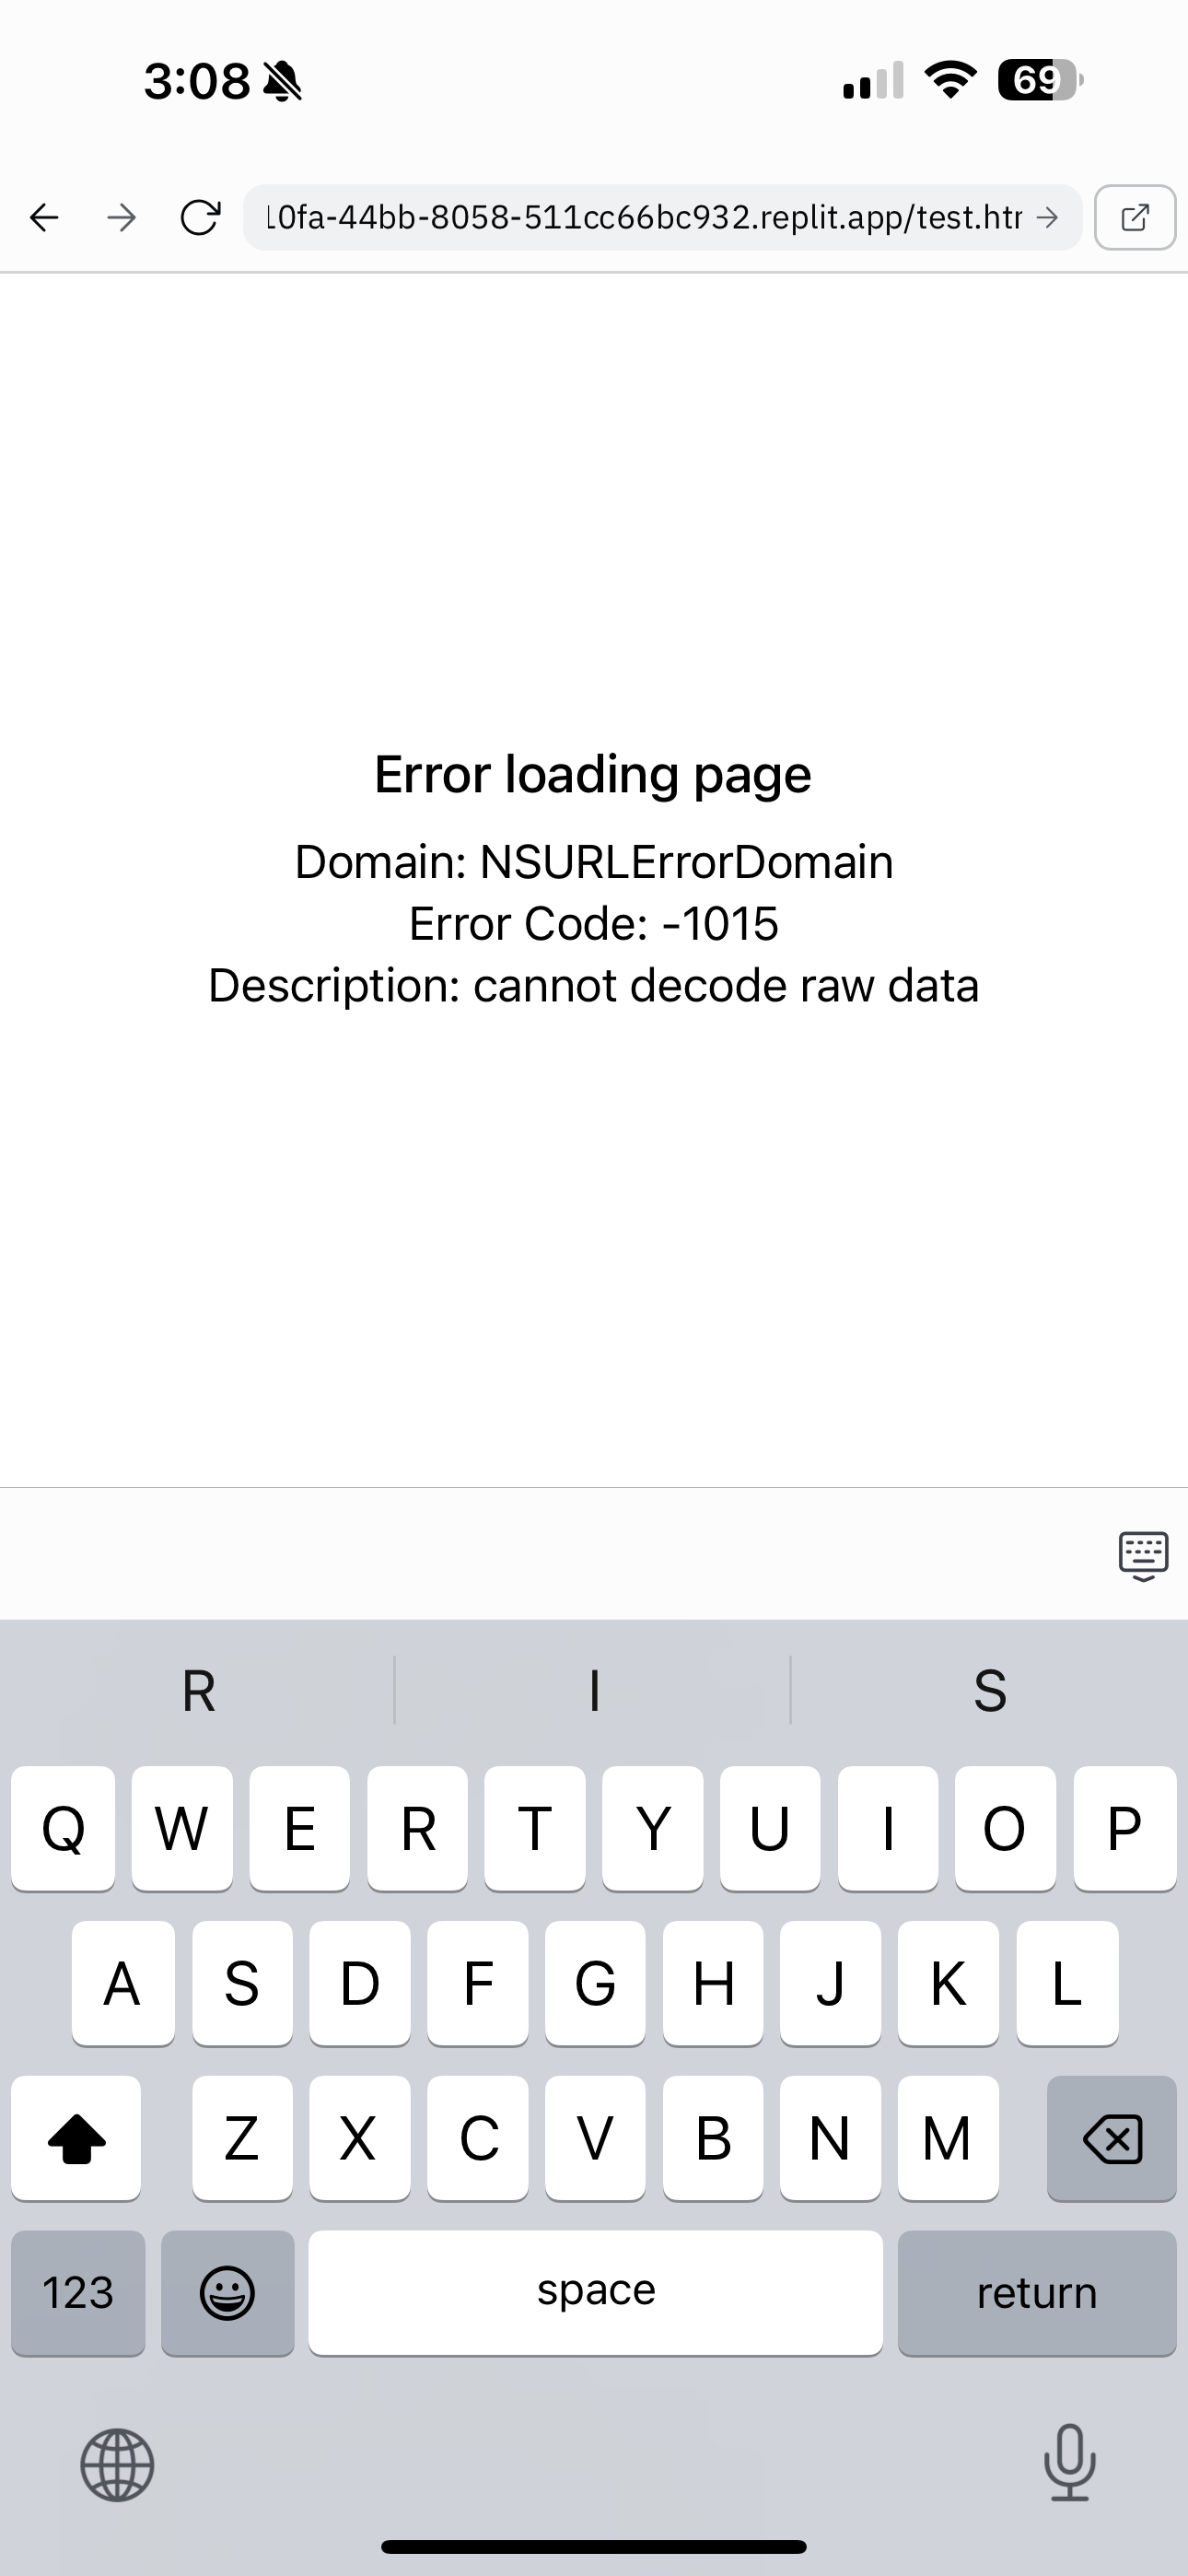 3:08
69
10fa-44bb-8058-511cc66bc932.replit.app/test.htm
Error loading page
Domain: NSURLErrorDomain
Error Code: -1015
Description: cannot decode raw data
R I S
Q W E R T Y U I O P
A S D F G H J K L
Z X C V B N M
123 space return